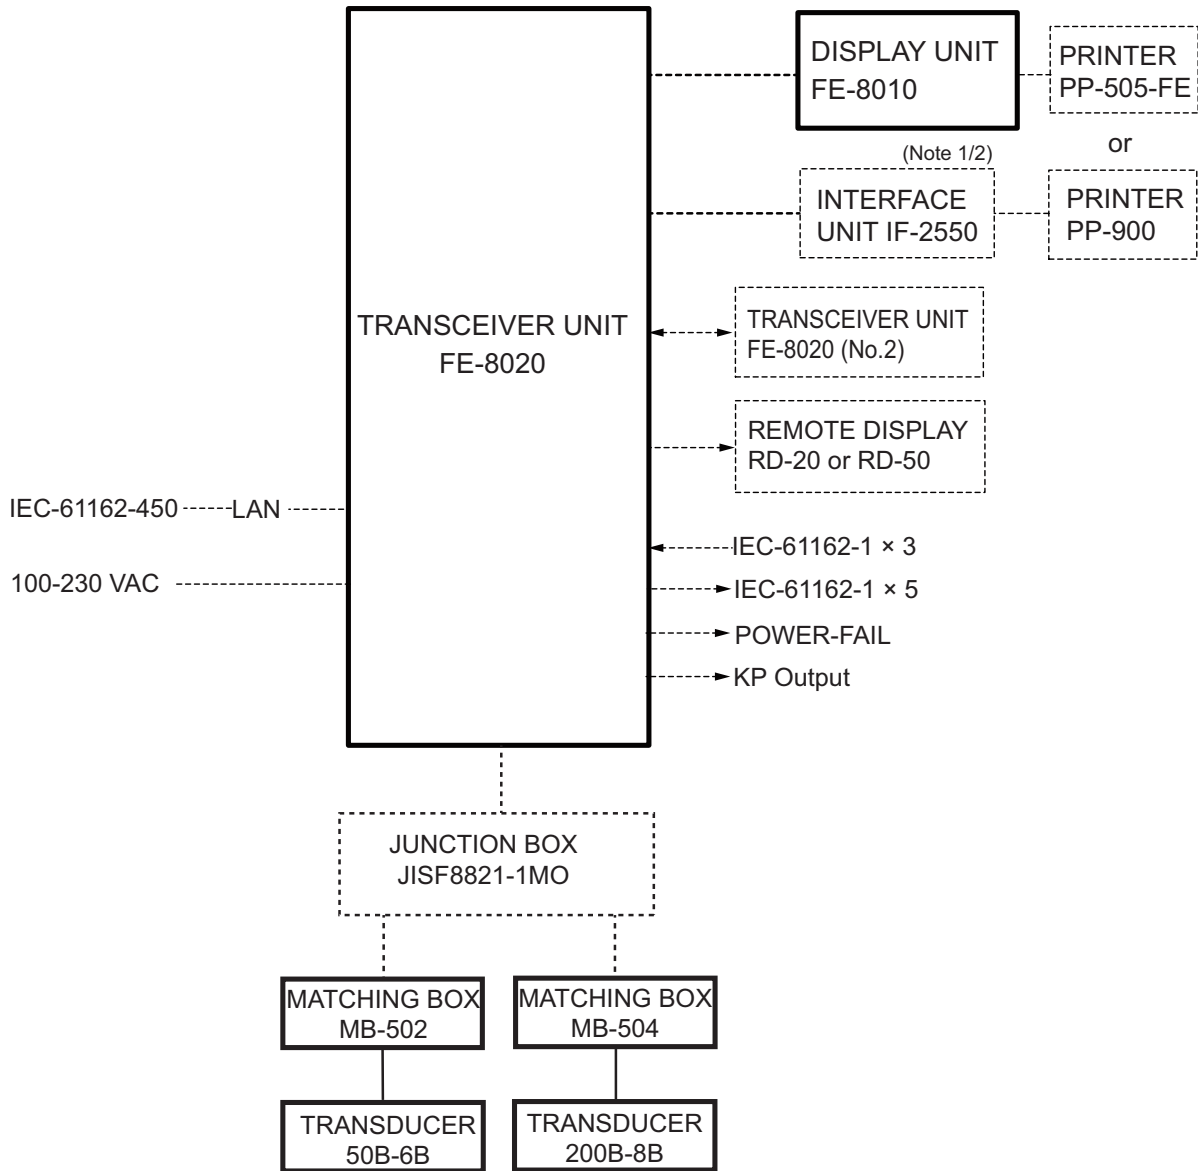 DISPLAY UNIT
FE-8010
PRINTER
PP-505-FE
or
(Note 1/2)
INTERFACE
UNIT IF-2550
PRINTER
PP-900
TRANSCEIVER UNIT
FE-8020
TRANSCEIVER UNIT
FE-8020 (No.2)
REMOTE DISPLAY
RD-20 or RD-50
IEC-61162-450
LAN
100-230 VAC
IEC-61162-1 × 3
IEC-61162-1 × 5
POWER-FAIL
KP Output
JUNCTION BOX
JISF8821-1MO
MATCHING BOX
MB-502
MATCHING BOX
MB-504
TRANSDUCER
50B-6B
TRANSDUCER
200B-8B